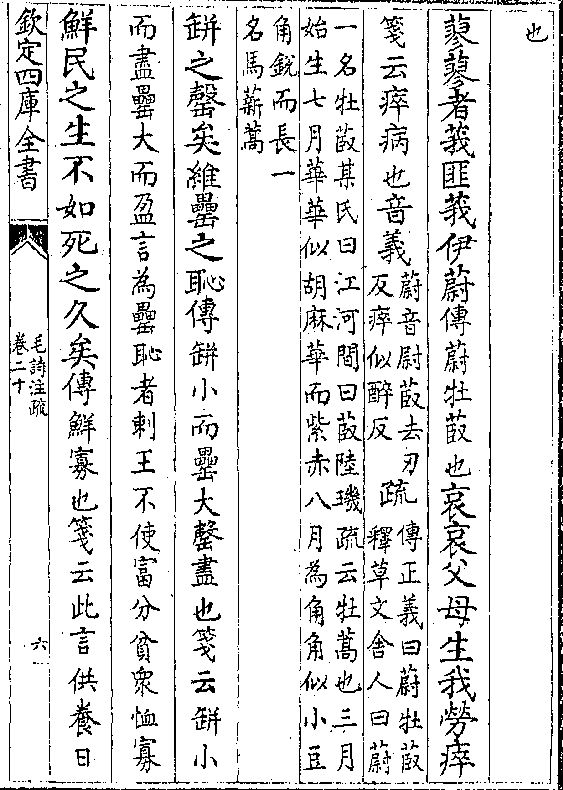 也
蓼蓼者莪匪莪伊蔚傳蔚牡菣也哀哀父母生我勞瘁
箋云瘁病也音義蔚音尉菣去刃
反瘁似醉反疏傳正義曰蔚牡菣
釋草文舍人曰蔚
一名牡菣某氏曰江河間曰菣陸璣疏云牡蒿也三月
始生七月華華似胡麻華而紫赤八月為角角似小豆
角銳而長一
名馬薪蒿
缾之罄矣維罍之恥傳缾小而罍大罄盡也箋云缾小
而盡罍大而盈言為罍恥者刺王不使富分貧衆恤寡
鮮民之生不如死之久矣傳鮮寡也箋云此言供養日
欽定四庫全書
毛詩注疏
卷二十
六